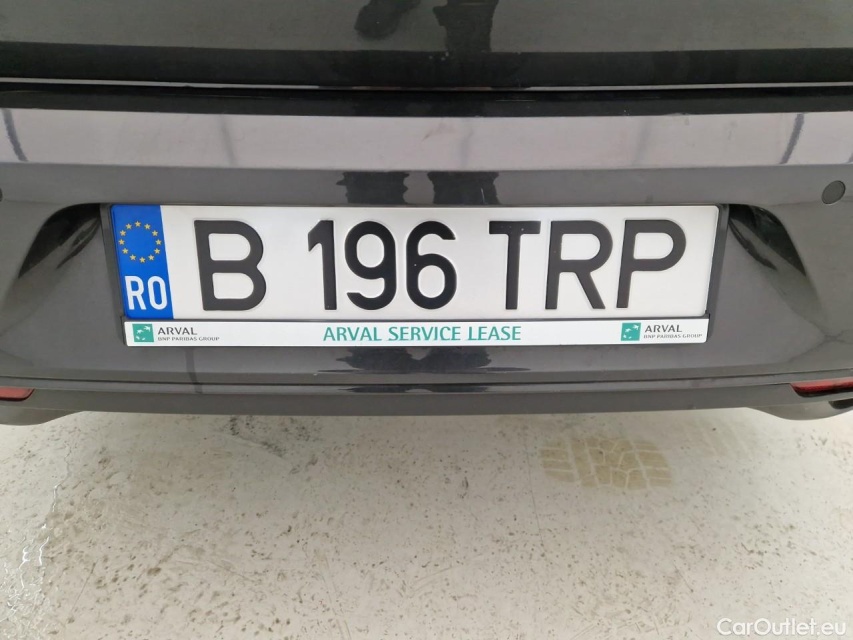 RO B 196 TRP
ARVAL BNP PARIBAS GROUP ARVAL SERVICE LEASE ARVAL BNP PARIBAS GROUP
CarOutlet.eu